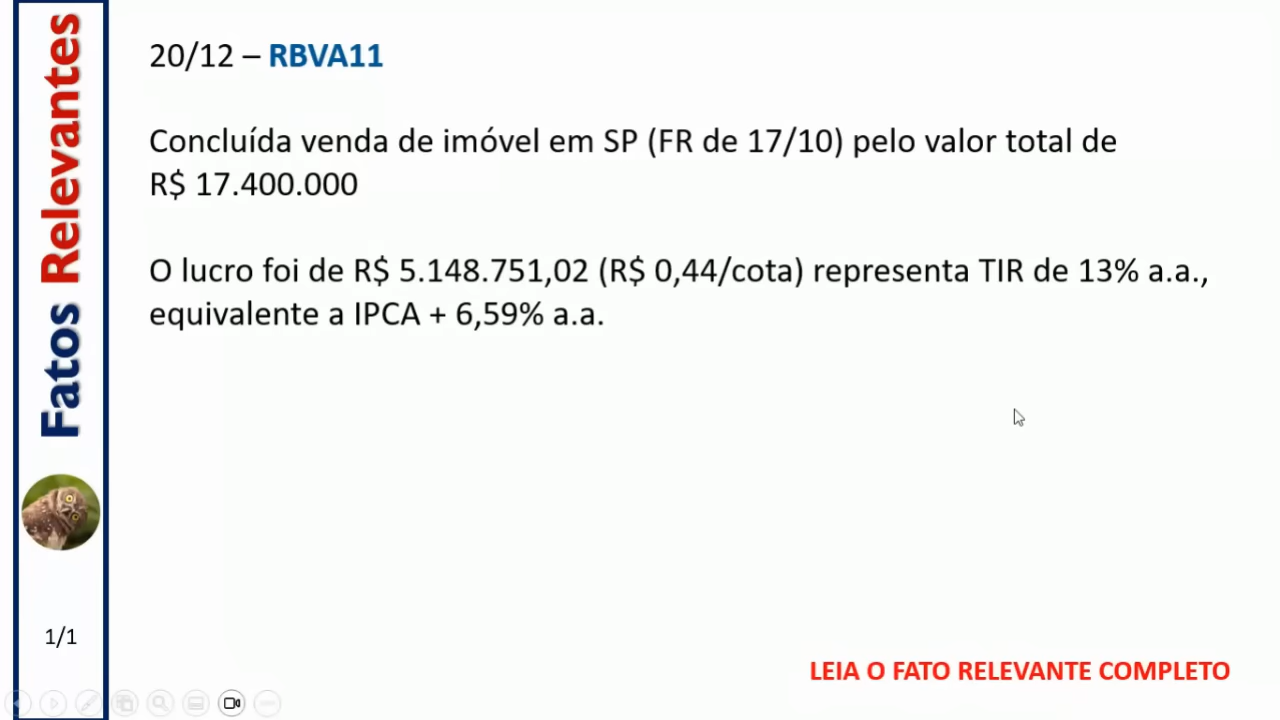 Fatos Relevantes
20/12 – RBVA11
Concluída venda de imóvel em SP (FR de 17/10) pelo valor total de
R$ 17.400.000
O lucro foi de R$ 5.148.751,02 (R$ 0,44/cota) representa TIR de 13% a.a.,
equivalente a IPCA + 6,59% a.a.
1/1
LEIA O FATO RELEVANTE COMPLETO